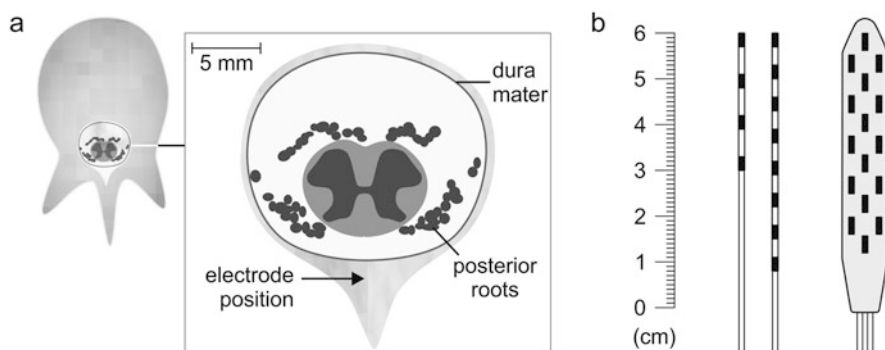 a
5 mm
dura
mater
electrode
position
posterior
roots
b
6
5
4
3
2
1
0
(cm)